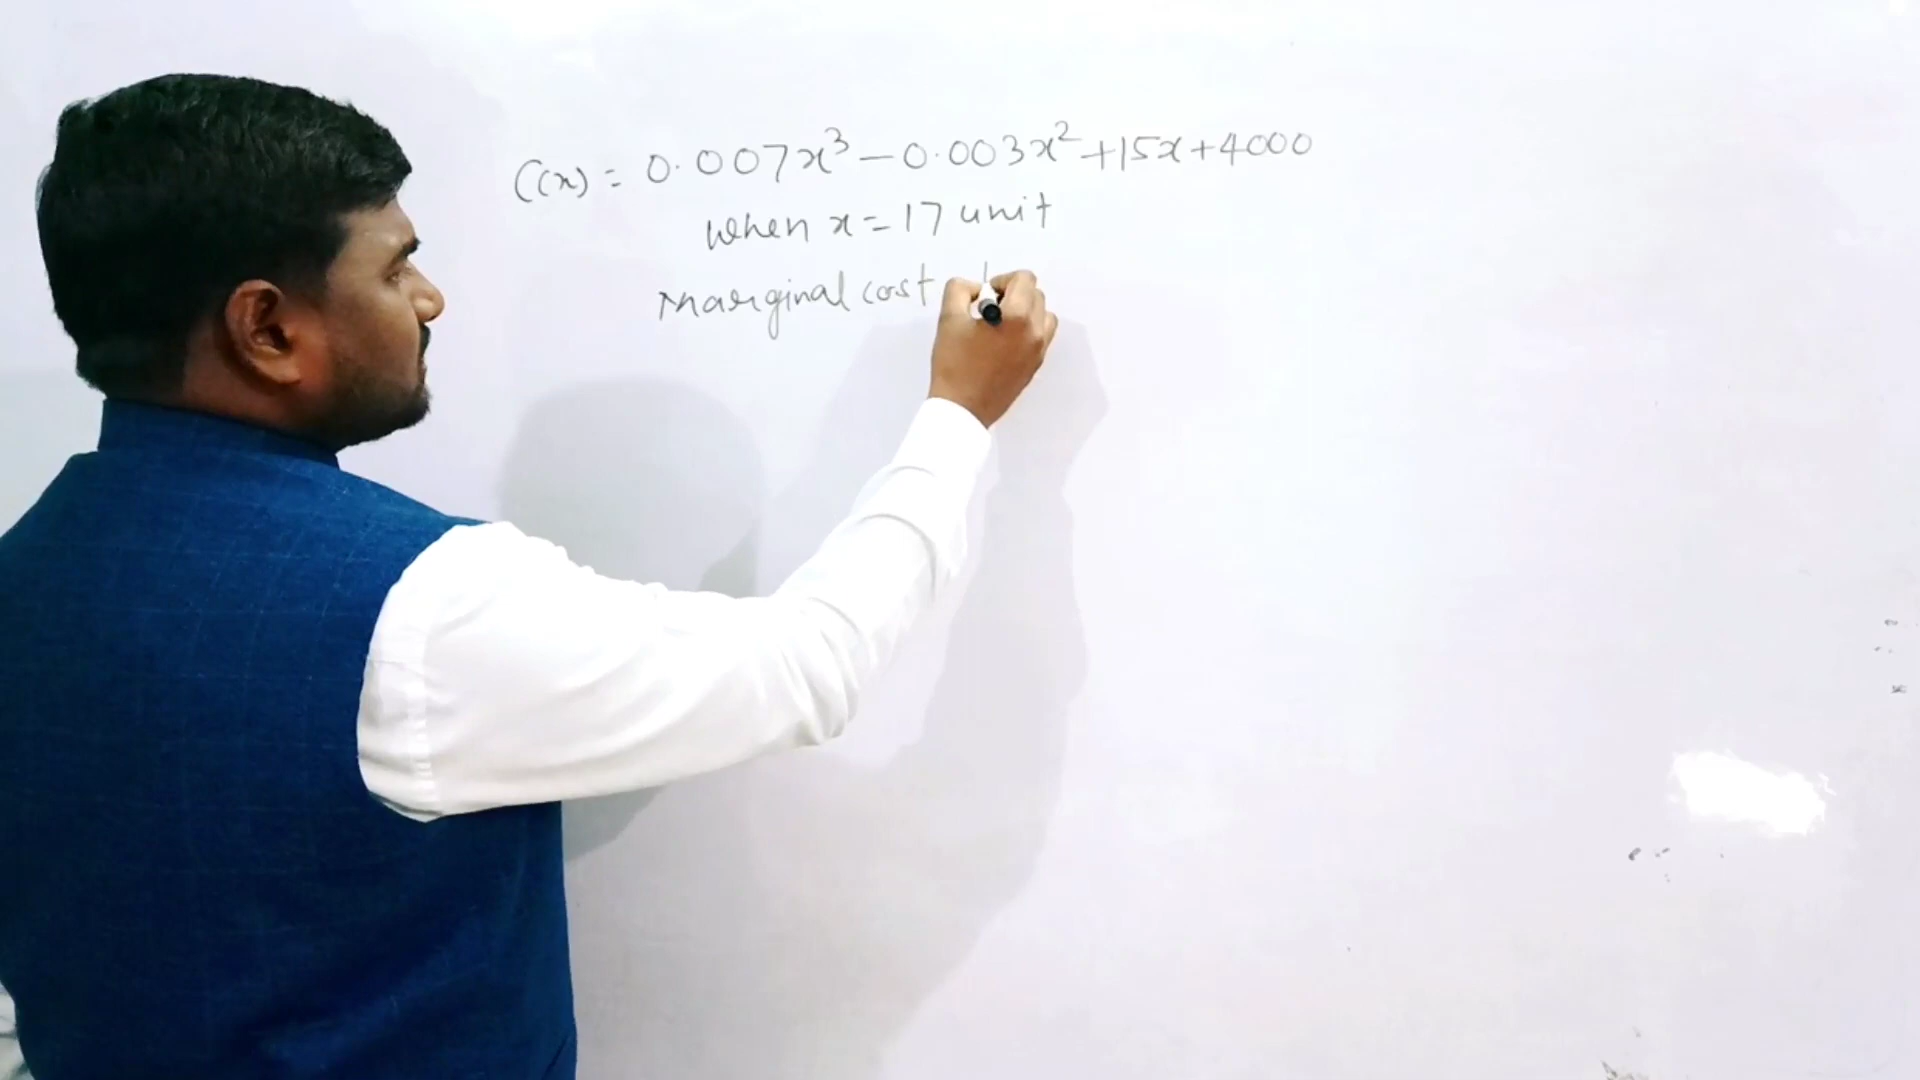 C(x) = 0.007x³ - 0.003x² + 15x + 4000
when x = 17 unit
Marginal cost